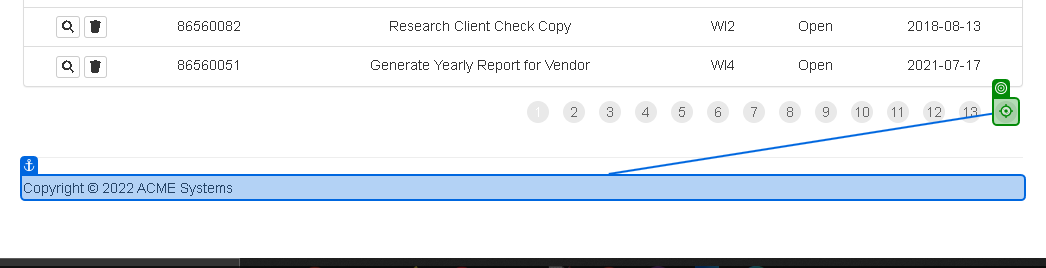 86560082 Research Client Check Copy WI2 Open 2018-08-13
86560051 Generate Yearly Report for Vendor WI4 Open 2021-07-17
1 2 3 4 5 6 7 8 9 10 11 12 13
Copyright © 2022 ACME Systems